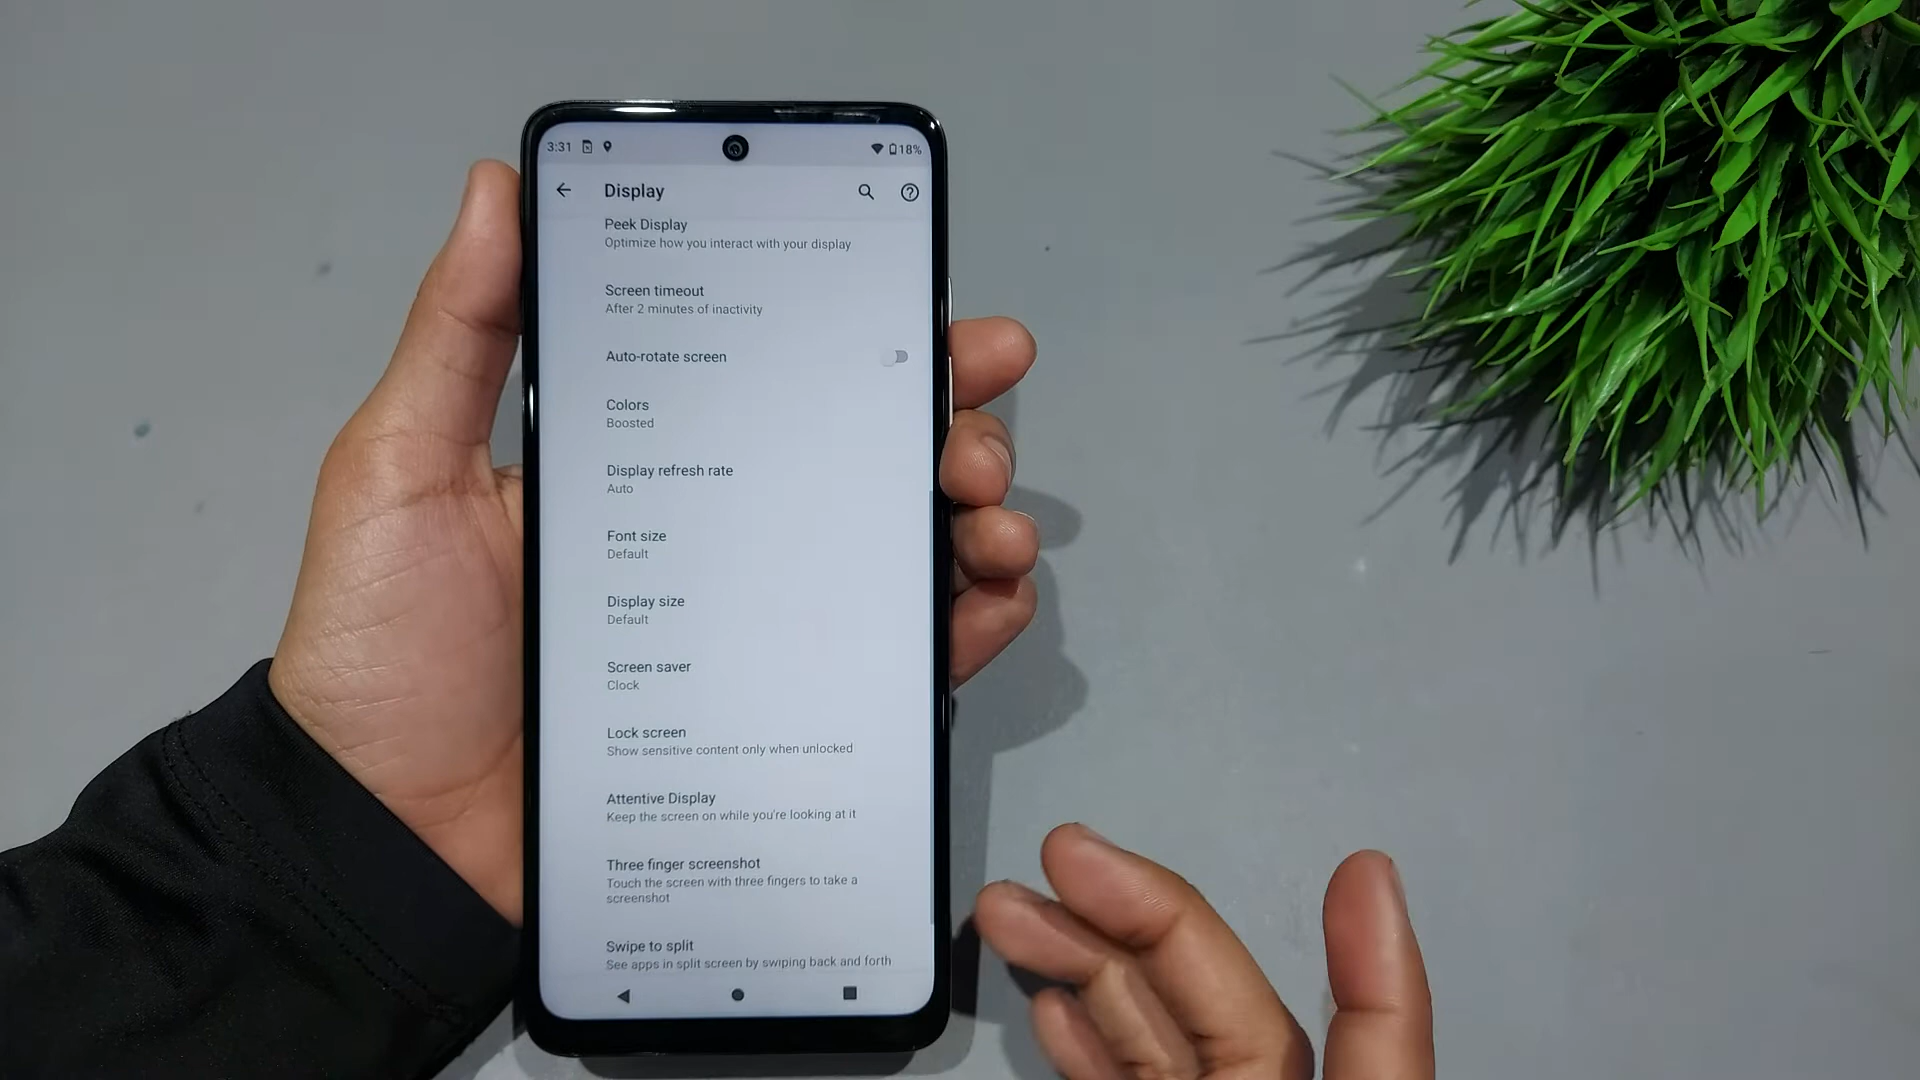 3:31 18%
Display
Peek Display
Optimize how you interact with your display
Screen timeout
After 2 minutes of inactivity
Auto-rotate screen
Colors
Boosted
Display refresh rate
Auto
Font size
Default
Display size
Default
Screen saver
Clock
Lock screen
Show sensitive content only when unlocked
Attentive Display
Keep the screen on while you're looking at it
Three finger screenshot
Touch the screen with three fingers to take a
screenshot
Swipe to split
See apps in split screen by swiping back and forth